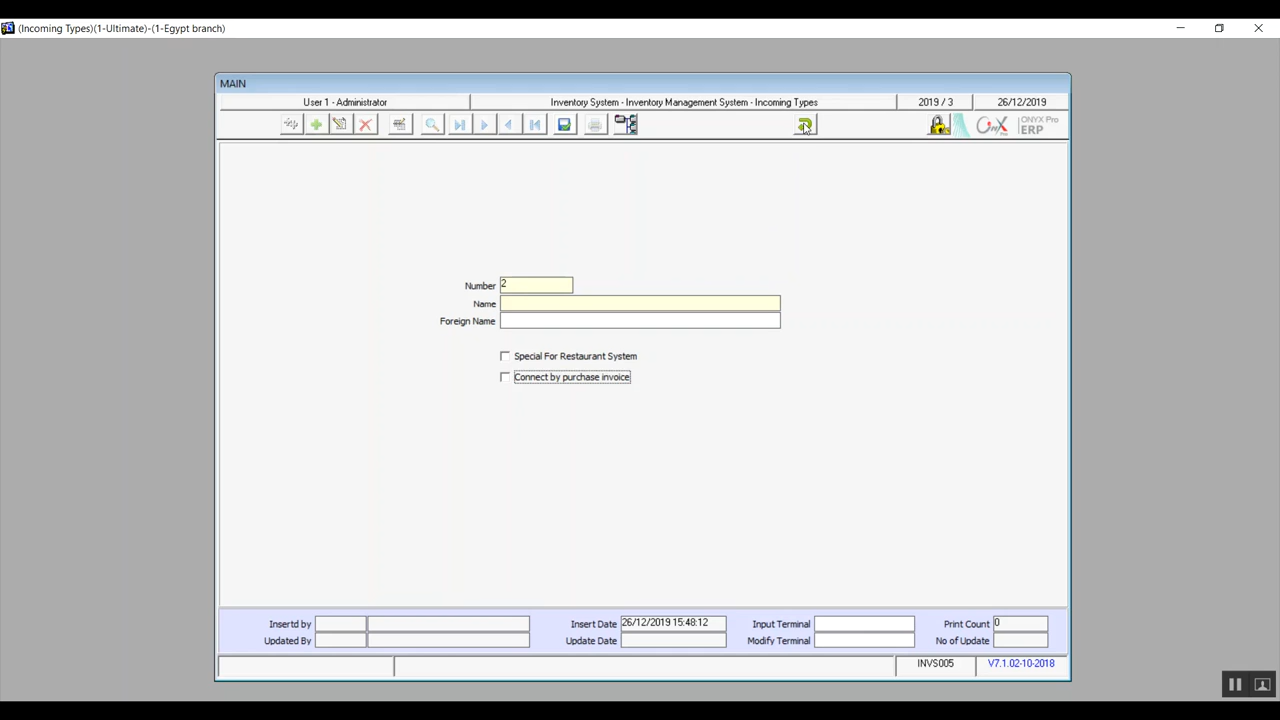 (Incoming Types)(1-Ultimate)-(1-Egypt branch)
MAIN
User 1 - Administrator
Inventory System - Inventory Management System - Incoming Types
2019 / 3
26/12/2019
OnX
ONYX Pro
ERP
Number 2
Name
Foreign Name
Special For Restaurant System
Connect by purchase invoice
Insertd by
Insert Date 26/12/2019 15:48:12
Input Terminal
Print Count 0
Updated By
Update Date
Modify Terminal
No of Update
INVS005
V7.1.02-10-2018